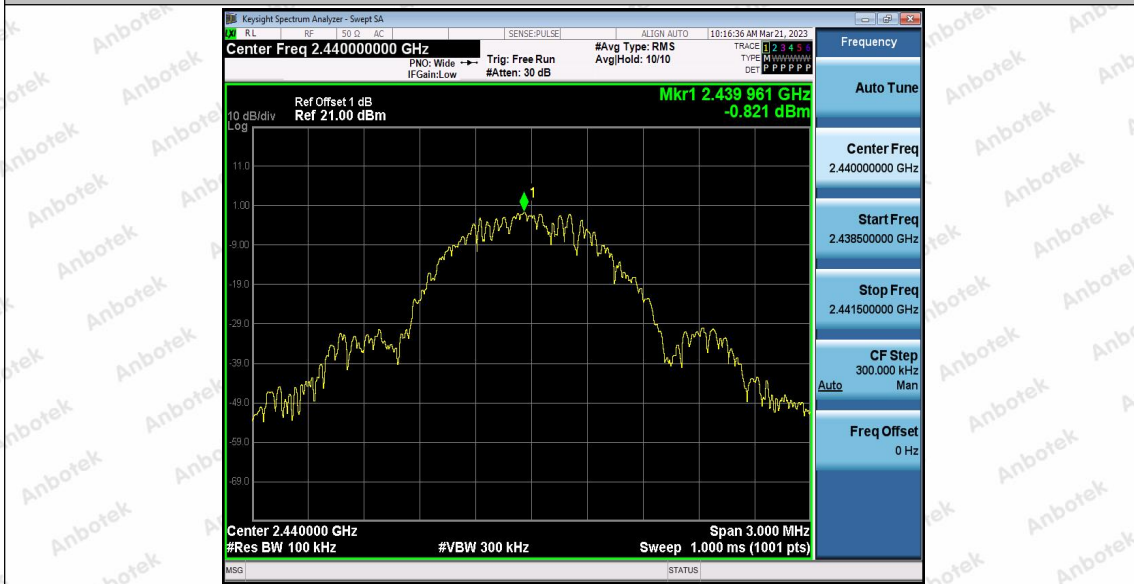 Keysight Spectrum Analyzer - Swept SA
LXI RL RF 50 Ω AC SENSE:PULSE ALIGN AUTO 10:16:36 AM Mar 21, 2023
Center Freq 2.440000000 GHz
PNO: Wide
IFGain:Low
Trig: Free Run
#Atten: 30 dB
#Avg Type: RMS
Avg|Hold: 10/10
TRACE 1 2 3 4 5 6
TYPE M W W W W W
DET P P P P P P
Frequency
Auto Tune
Center Freq
2.440000000 GHz
Start Freq
2.438500000 GHz
Stop Freq
2.441500000 GHz
CF Step
300.000 kHz
Auto Man
Freq Offset
0 Hz
Mkr1 2.439 961 GHz
-0.821 dBm
Ref Offset 1 dB
10 dB/div Ref 21.00 dBm
Log
11.0
1.00
-9.00
-19.0
-29.0
-39.0
-49.0
-59.0
-69.0
1
Center 2.440000 GHz Span 3.000 MHz
#Res BW 100 kHz #VBW 300 kHz Sweep 1.000 ms (1001 pts)
MSG STATUS
Anbotek